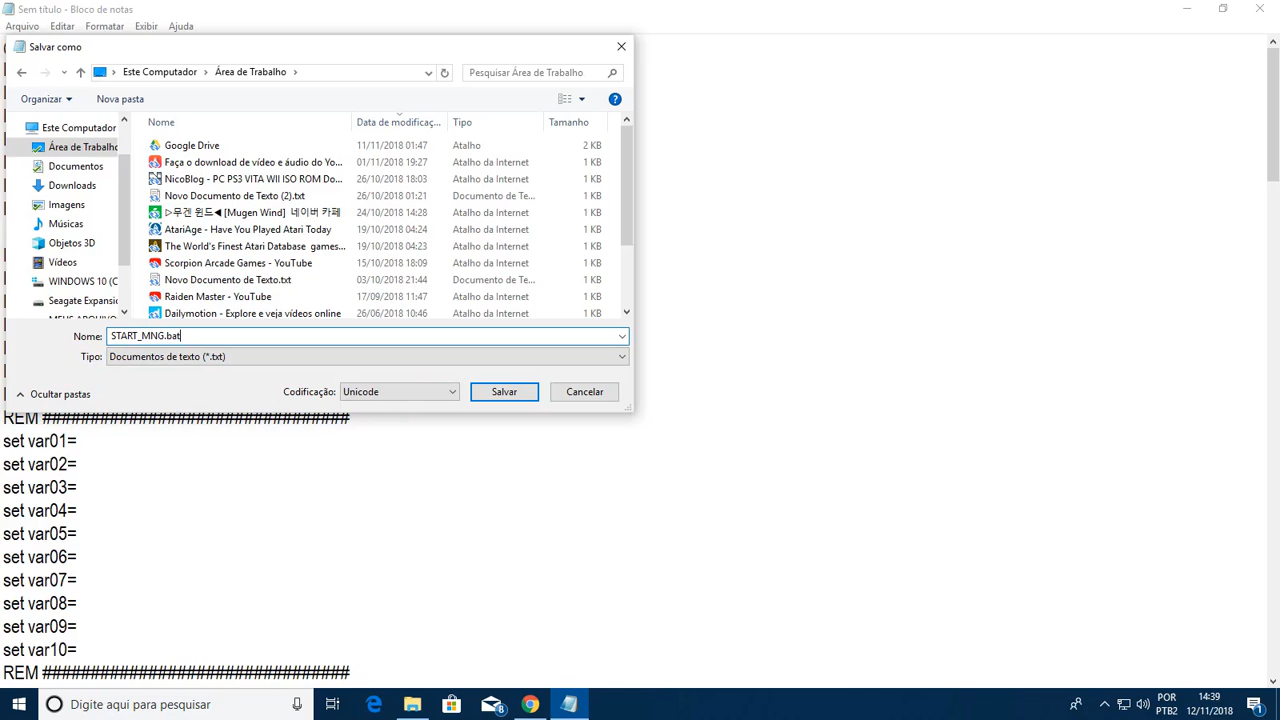 Sem título - Bloco de notas
Arquivo Editar Formatar Exibir Ajuda
Salvar como
Este Computador > Área de Trabalho >
Pesquisar Área de Trabalho
Organizar Nova pasta
Nome Data de modificaç... Tipo Tamanho
Este Computador
Área de Trabalho
Documentos
Downloads
Imagens
Músicas
Objetos 3D
Vídeos
WINDOWS 10 (C
Seagate Expansi
Google Drive 11/11/2018 01:47 Atalho 2 KB
Faça o download de vídeo e áudio do Yo... 01/11/2018 19:27 Atalho da Internet 1 KB
NicoBlog - PC PS3 VITA WII ISO ROM Do... 26/10/2018 18:03 Atalho da Internet 1 KB
Novo Documento de Texto (2).txt 26/10/2018 01:21 Documento de Te... 1 KB
▷무겐 윈드◀ [Mugen Wind] 네이버 카페 24/10/2018 14:28 Atalho da Internet 1 KB
AtariAge - Have You Played Atari Today 19/10/2018 04:24 Atalho da Internet 1 KB
The World's Finest Atari Database games... 19/10/2018 04:23 Atalho da Internet 1 KB
Scorpion Arcade Games - YouTube 15/10/2018 18:09 Atalho da Internet 1 KB
Novo Documento de Texto.txt 03/10/2018 21:44 Documento de Te... 1 KB
Raiden Master - YouTube 17/09/2018 11:47 Atalho da Internet 1 KB
Dailymotion - Explore e veja vídeos online 26/06/2018 10:46 Atalho da Internet 1 KB
Nome: START_MNG.bat
Tipo: Documentos de texto (*.txt)
Ocultar pastas
Codificação: Unicode
Salvar
Cancelar
REM ################################
set var01=
set var02=
set var03=
set var04=
set var05=
set var06=
set var07=
set var08=
set var09=
set var10=
REM ################################
Digite aqui para pesquisar
8
POR
PTB2
14:39
12/11/2018
1